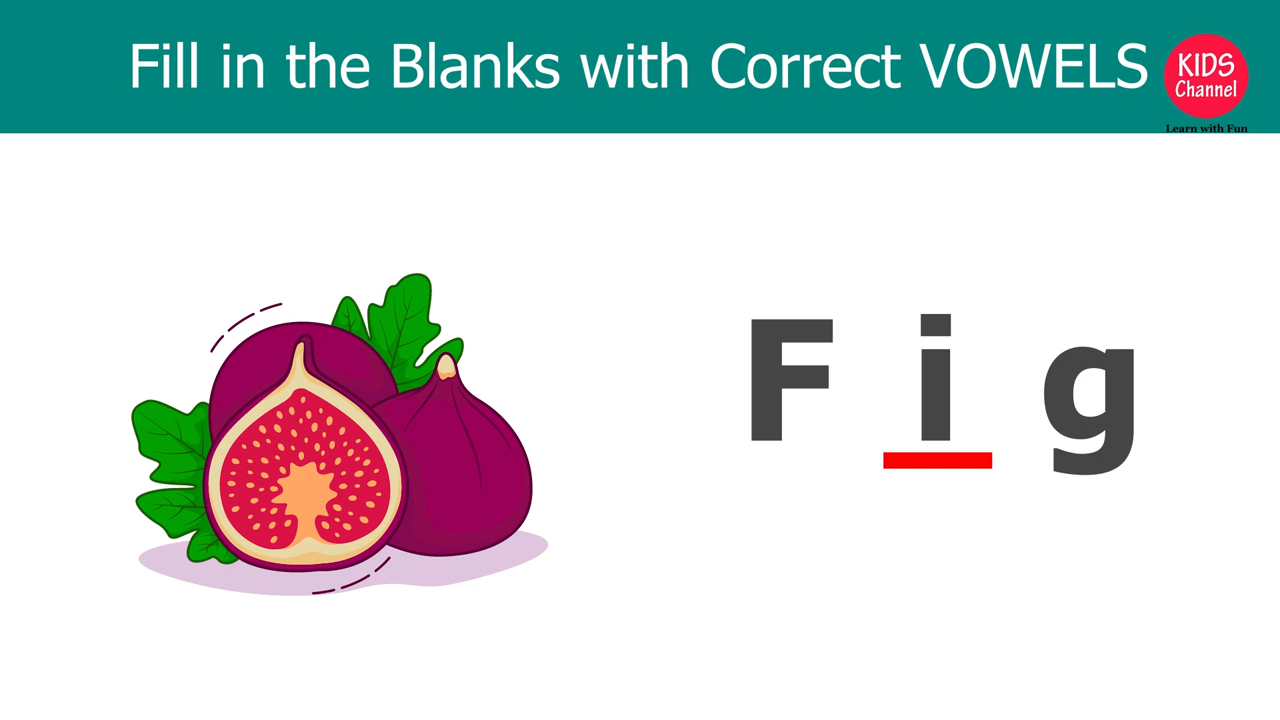 Fill in the Blanks with Correct VOWELS
KIDS
Channel
Learn with Fun
F i g